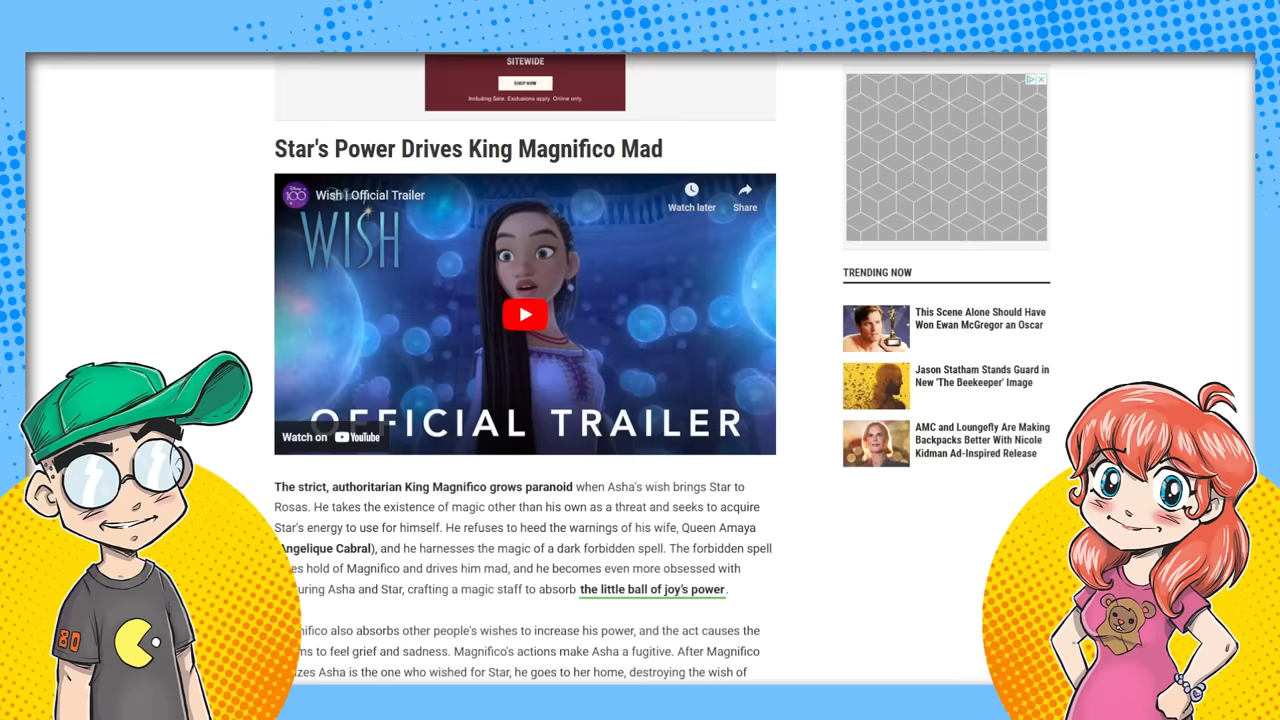 SITEWIDE
SHOP NOW
Including Sale. Exclusions apply. Online only.
Star's Power Drives King Magnifico Mad
Disney
100
Wish | Official Trailer
Watch later
Share
Disney
WISH
OFFICIAL TRAILER
Watch on YouTube
The strict, authoritarian King Magnifico grows paranoid when Asha's wish brings Star to
Rosas. He takes the existence of magic other than his own as a threat and seeks to acquire
Star's energy to use for himself. He refuses to heed the warnings of his wife, Queen Amaya
Angelique Cabral), and he harnesses the magic of a dark forbidden spell. The forbidden spell
es hold of Magnifico and drives him mad, and he becomes even more obsessed with
uring Asha and Star, crafting a magic staff to absorb the little ball of joy's power.
nifico also absorbs other people's wishes to increase his power, and the act causes the
ms to feel grief and sadness. Magnifico's actions make Asha a fugitive. After Magnifico
izes Asha is the one who wished for Star, he goes to her home, destroying the wish of
TRENDING NOW
This Scene Alone Should Have
Won Ewan McGregor an Oscar
Jason Statham Stands Guard in
New 'The Beekeeper' Image
AMC and Loungefly Are Making
Backpacks Better With Nicole
Kidman Ad-Inspired Release
80